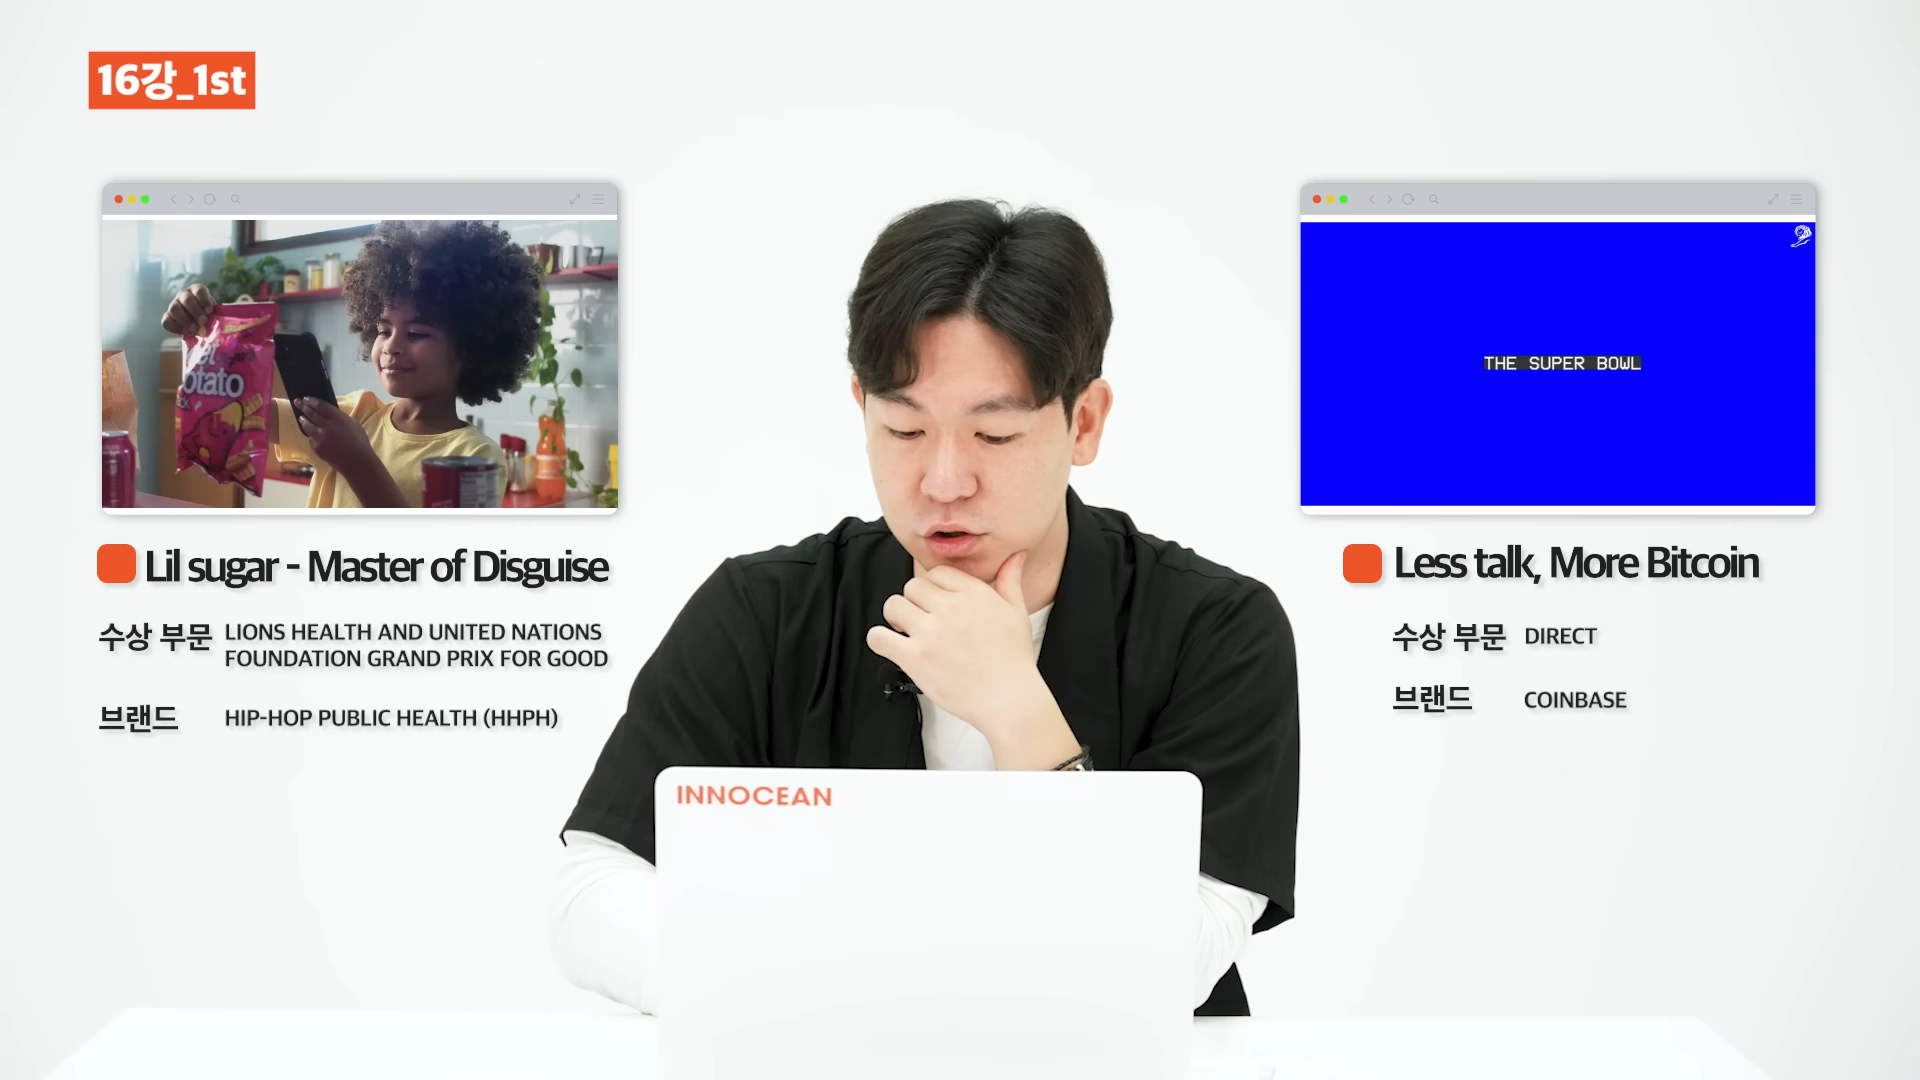 16강_1st
otato
THE SUPER BOWL
Lil sugar - Master of Disguise
수상 부문 LIONS HEALTH AND UNITED NATIONS
FOUNDATION GRAND PRIX FOR GOOD
브랜드 HIP-HOP PUBLIC HEALTH (HHPH)
Less talk, More Bitcoin
수상 부문 DIRECT
브랜드 COINBASE
INNOCEAN